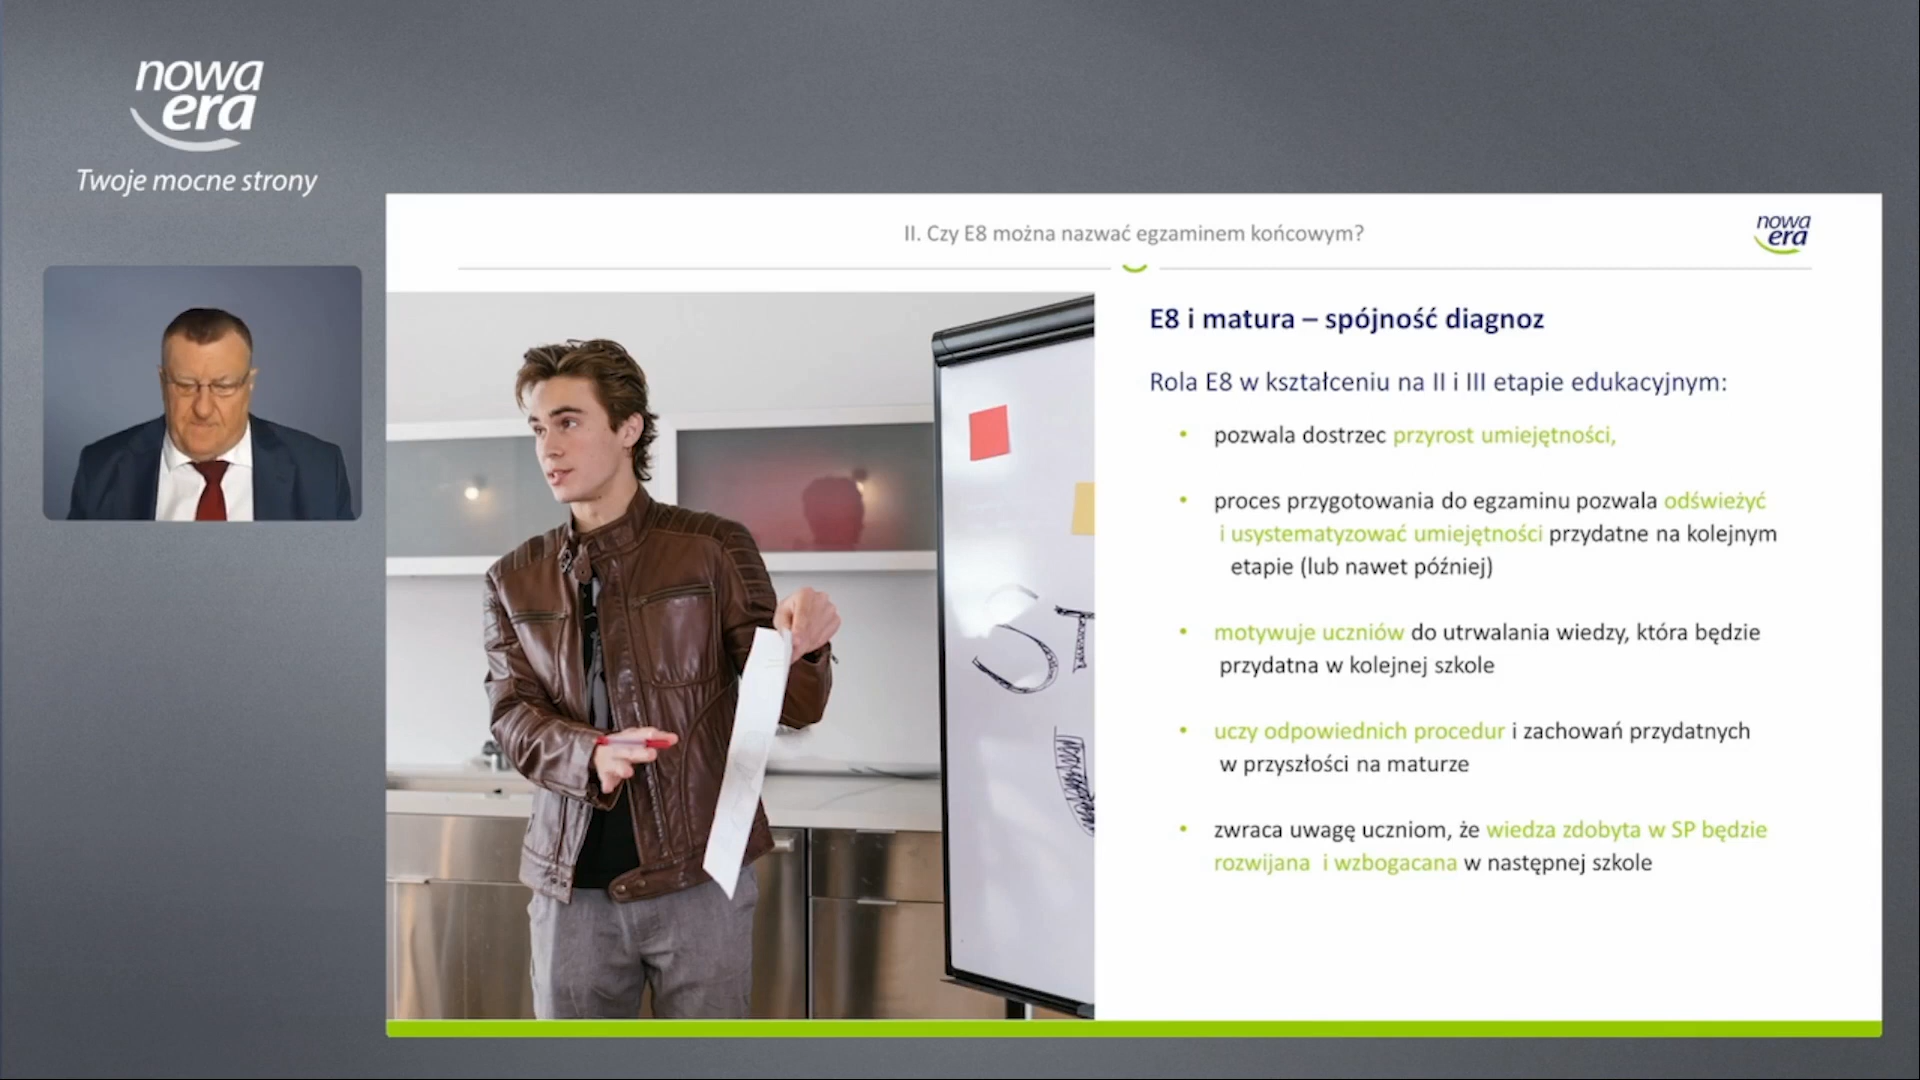 nowa
era
Twoje mocne strony
II. Czy E8 można nazwać egzaminem końcowym?
nowa
era
E8 i matura – spójność diagnoz
Rola E8 w kształceniu na II i III etapie edukacyjnym:
• pozwala dostrzec przyrost umiejętności,
• proces przygotowania do egzaminu pozwala odświeżyć
i usystematyzować umiejętności przydatne na kolejnym
etapie (lub nawet później)
• motywuje uczniów do utrwalania wiedzy, która będzie
przydatna w kolejnej szkole
• uczy odpowiednich procedur i zachowań przydatnych
w przyszłości na maturze
• zwraca uwagę uczniom, że wiedza zdobyta w SP będzie
rozwijana i wzbogacana w następnej szkole